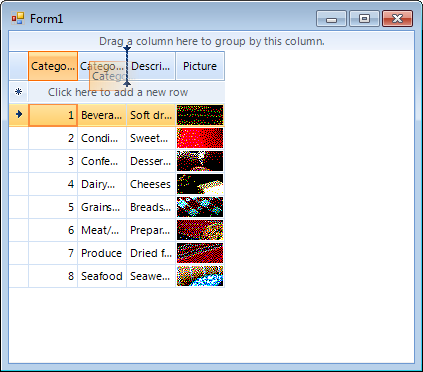 Form1
Drag a column here to group by this column.
Catego... Catego... Descri... Picture
Catego
Click here to add a new row
1 Bevera... Soft dr...
2 Condi... Sweet...
3 Confe... Desser...
4 Dairy... Cheeses
5 Grains... Breads...
6 Meat/... Prepar...
7 Produce Dried f...
8 Seafood Seawe...